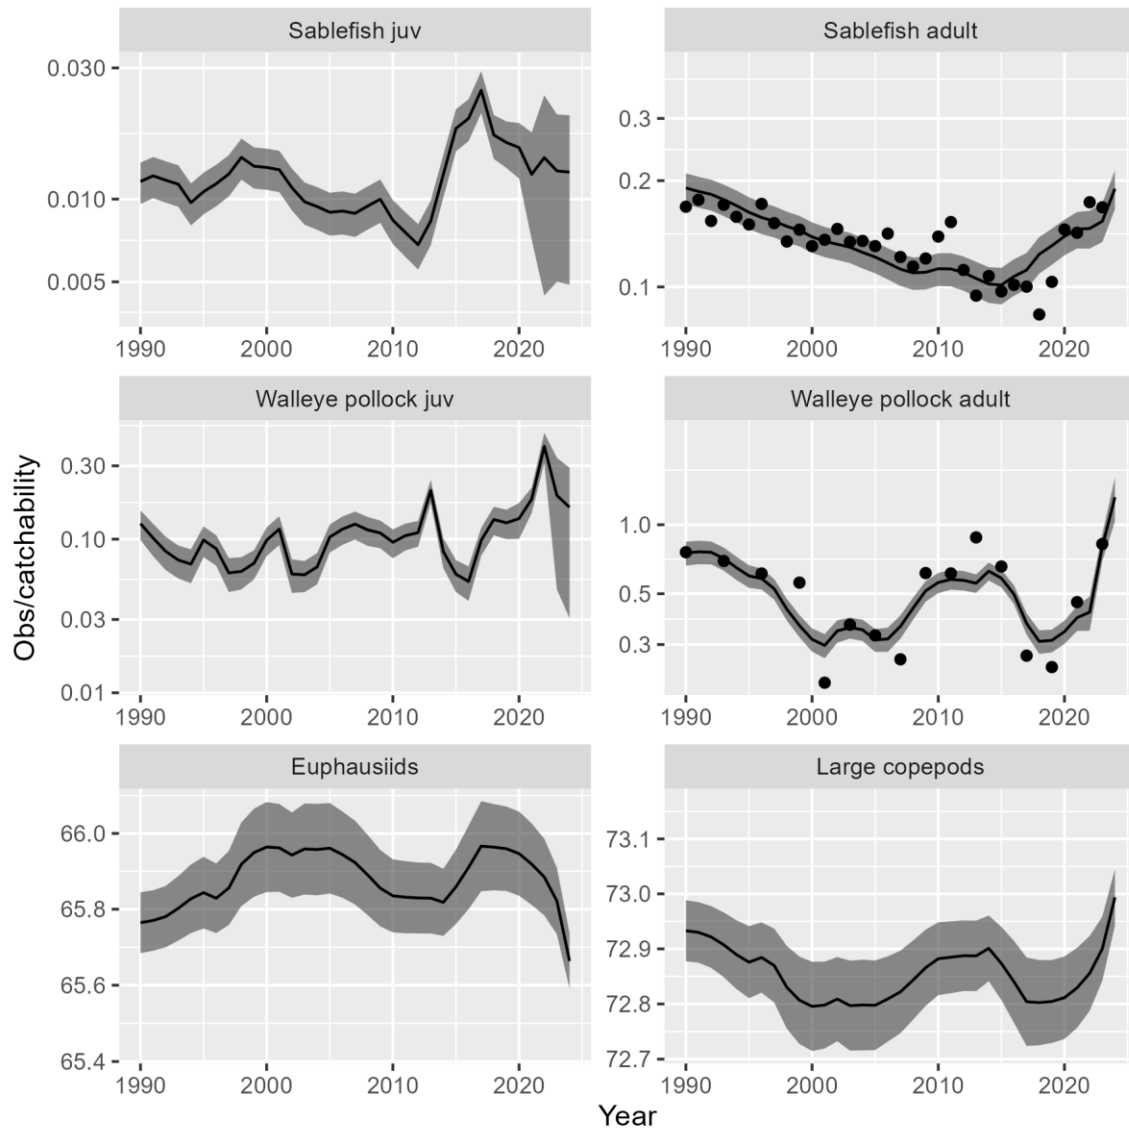 Sablefish juv
Sablefish adult
0.030
0.010
0.005
0.3
0.2
0.1
1990 2000 2010 2020
1990 2000 2010 2020
Walleye pollock juv
Walleye pollock adult
0.30
0.10
0.03
0.01
1.0
0.5
0.3
1990 2000 2010 2020
1990 2000 2010 2020
Obs/catchability
Euphausiids
Large copepods
66.0
65.8
65.6
65.4
73.1
73.0
72.9
72.8
72.7
1990 2000 2010 2020
1990 2000 2010 2020
Year